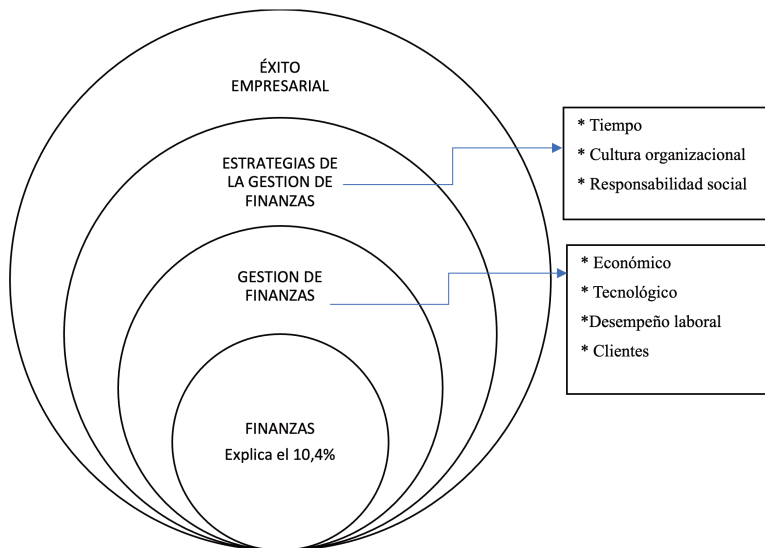 ÉXITO
EMPRESARIAL
ESTRATEGIAS DE
LA GESTION DE
FINANZAS
GESTION DE
FINANZAS
FINANZAS
Explica el 10,4%
* Tiempo
* Cultura organizacional
* Responsabilidad social
* Económico
* Tecnológico
*Desempeño laboral
* Clientes